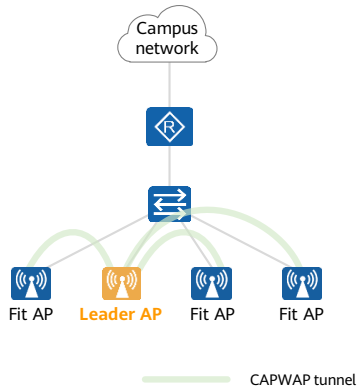 Campus
network
R
Fit AP
Leader AP
Fit AP
Fit AP
CAPWAP tunnel